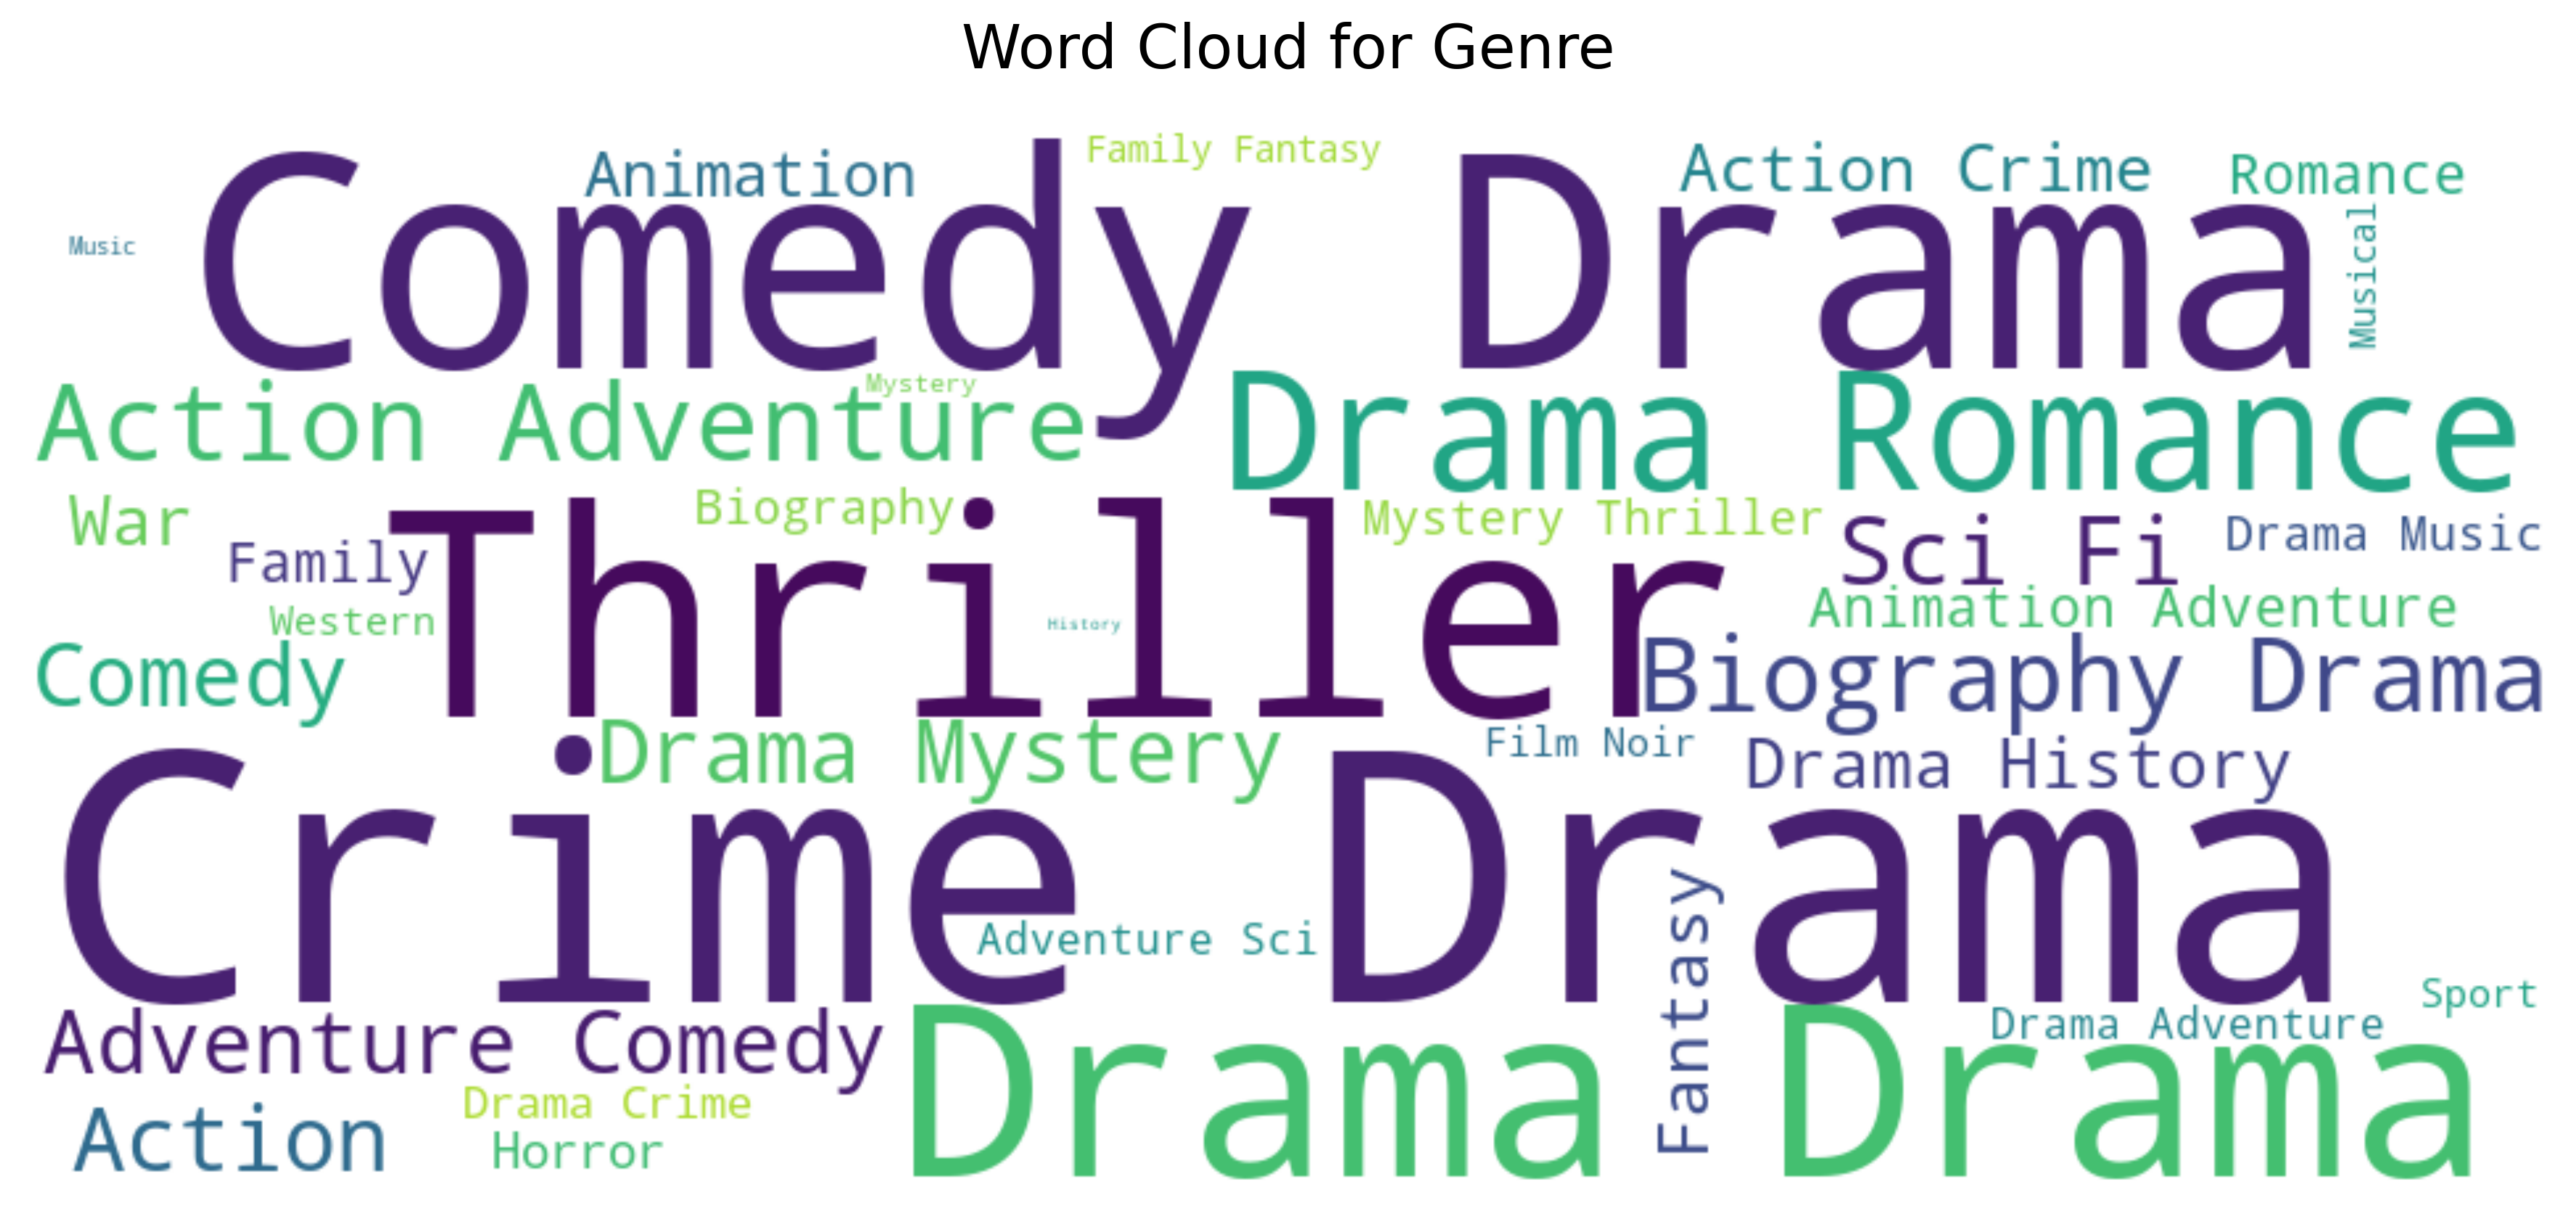 Word Cloud for Genre
Family Fantasy
Animation
Action Crime
Romance
Music
Comedy Drama
Musical
Mystery
Action Adventure
Drama Romance
War
Biography
Mystery Thriller
Sci Fi
Drama Music
Family
Thriller
Western
History
Animation Adventure
Comedy
Biography Drama
Drama Mystery
Film Noir
Drama History
Crime Drama
Adventure Sci
Fantasy
Sport
Adventure Comedy
Drama Adventure
Drama Drama
Drama Crime
Action
Horror